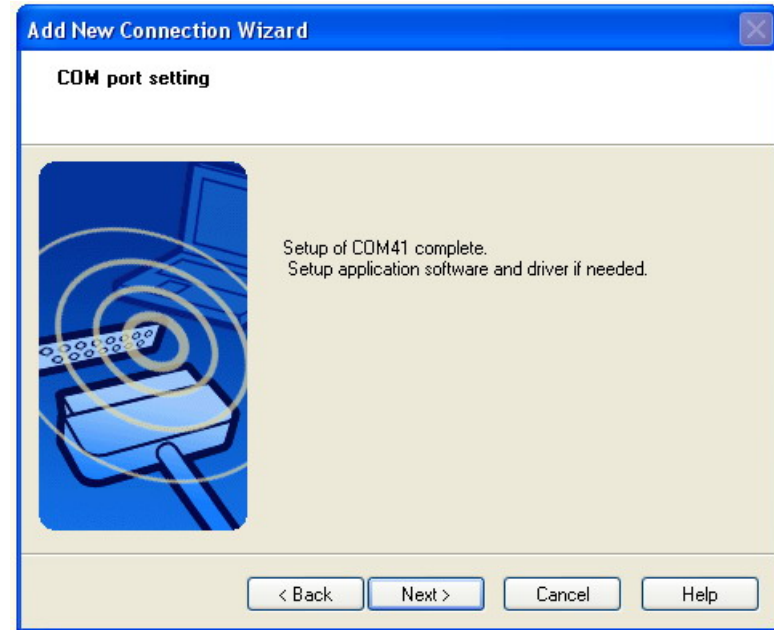 Add New Connection Wizard
COM port setting
Setup of COM41 complete.
Setup application software and driver if needed.
< Back
Next >
Cancel
Help